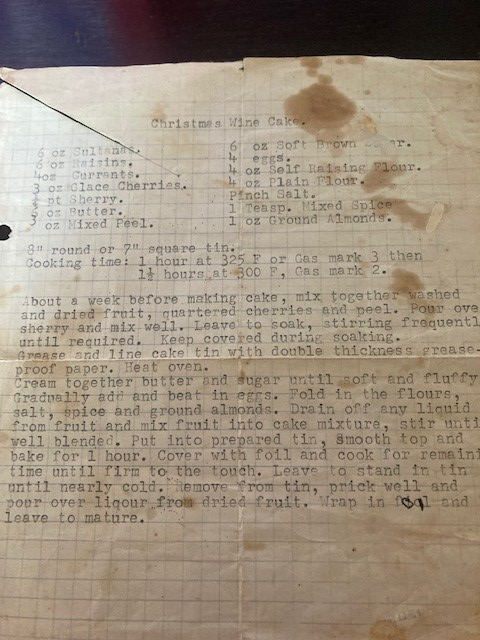 Christmas Wine Cake.
6 oz Sultanas.
6 oz Raisins.
4oz Currants.
3 oz Glace Cherries.
pt Sherry.
oz Butter.
3 oz Mixed Peel.
6 oz Soft Brown
4 eggs.
4 oz Self Raising Flour.
4 oz Plain Flour.
Pinch Salt.
1 Teasp. Mixed Spice
1 oz Ground Almonds.
8" round or 7" square tin.
Cooking time: 1 hour at 325 F or Gas mark 3 then
1½ hours at 300 F, Gas mark 2.
About a week before making cake, mix together washed
and dried fruit, quartered cherries and peel. Pour ove
sherry and mix well. Leave to soak, stirring frequentl
until required. Keep covered during soaking.
Grease and line cake tin with double thickness grease-
proof paper. Heat oven.
Cream together butter and sugar until soft and fluffy
Gradually add and beat in eggs. Fold in the flours,
salt, spice and ground almonds. Drain off any liquid
from fruit and mix fruit into cake mixture, stir unti
well blended. Put into prepared tin, smooth top and
bake for 1 hour. Cover with foil and cook for remaini
time until firm to the touch. Leave to stand in tin
until nearly cold. Remove from tin, prick well and
pour over liqour from dried fruit. Wrap in foil and
leave to mature.